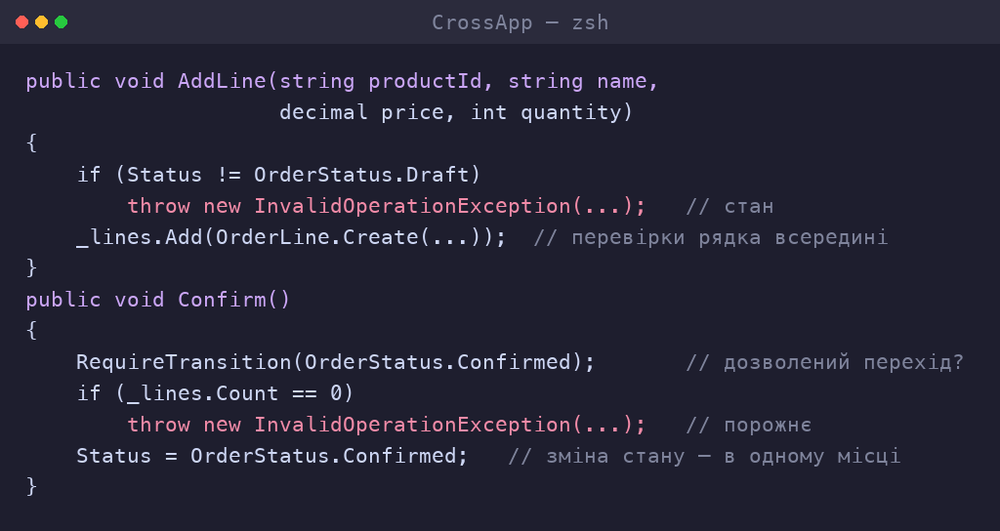 CrossApp — zsh
public void AddLine(string productId, string name,
                    decimal price, int quantity)
{
    if (Status != OrderStatus.Draft)
        throw new InvalidOperationException(...);   // стан
    _lines.Add(OrderLine.Create(...));  // перевірки рядка всередині
}
public void Confirm()
{
    RequireTransition(OrderStatus.Confirmed);       // дозволений перехід?
    if (_lines.Count == 0)
        throw new InvalidOperationException(...);   // порожнє
    Status = OrderStatus.Confirmed;   // зміна стану — в одному місці
}